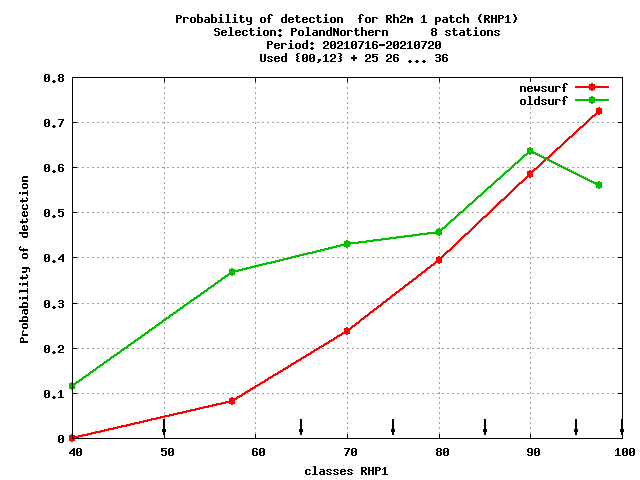 Probability of detection  for Rh2m 1 patch (RHP1)
Selection: PolandNorthern      8 stations
Period: 20210716-20210720
Used {00,12} + 25 26 ... 36
newsurf
oldsurf
0.8
0.7
0.6
0.5
0.4
0.3
0.2
0.1
0
Probability of detection
40 50 60 70 80 90 100
classes RHP1